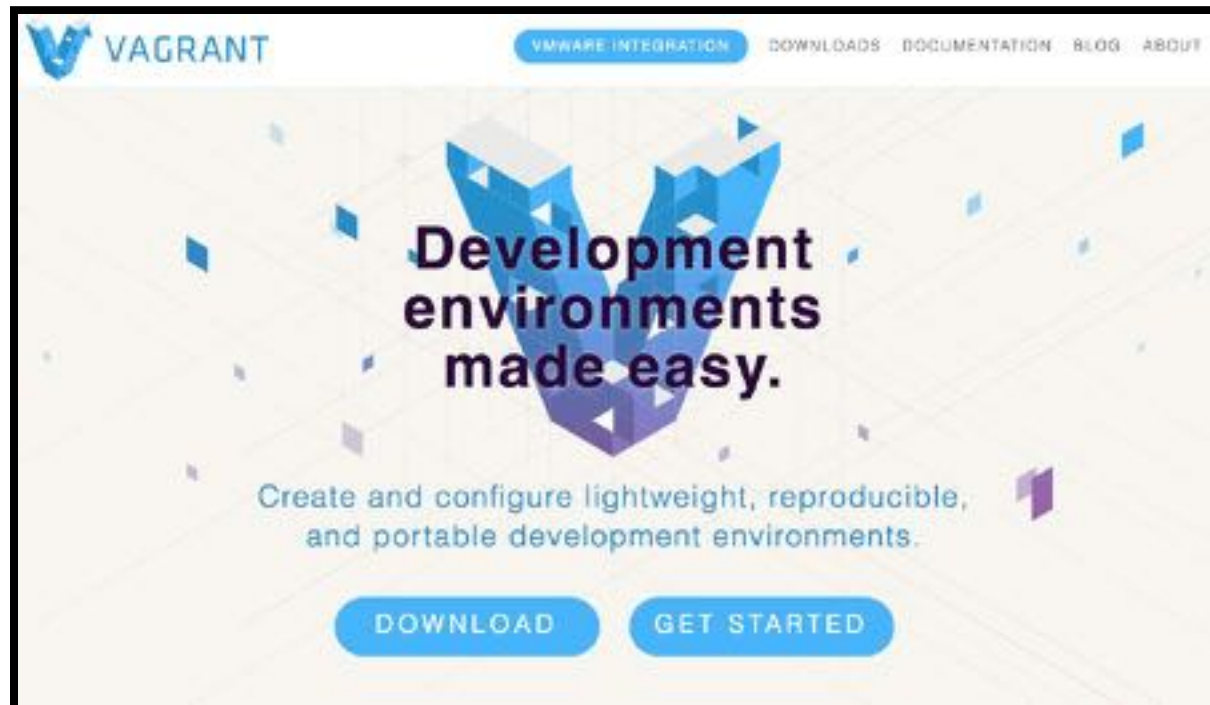 VAGRANT
VMWARE INTEGRATION DOWNLOADS DOCUMENTATION BLOG ABOUT
Development
environments
made easy.
Create and configure lightweight, reproducible,
and portable development environments.
DOWNLOAD GET STARTED